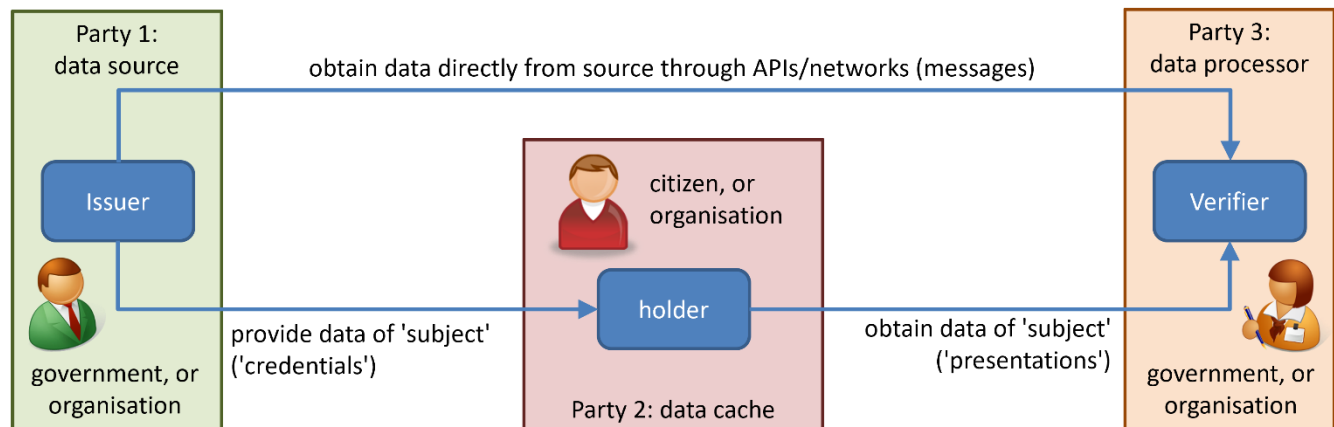 Party 1:
data source
obtain data directly from source through APIs/networks (messages)
Party 3:
data processor
Issuer
citizen, or
organisation
Verifier
holder
provide data of 'subject'
('credentials')
obtain data of 'subject'
('presentations')
government, or
organisation
Party 2: data cache
government, or
organisation